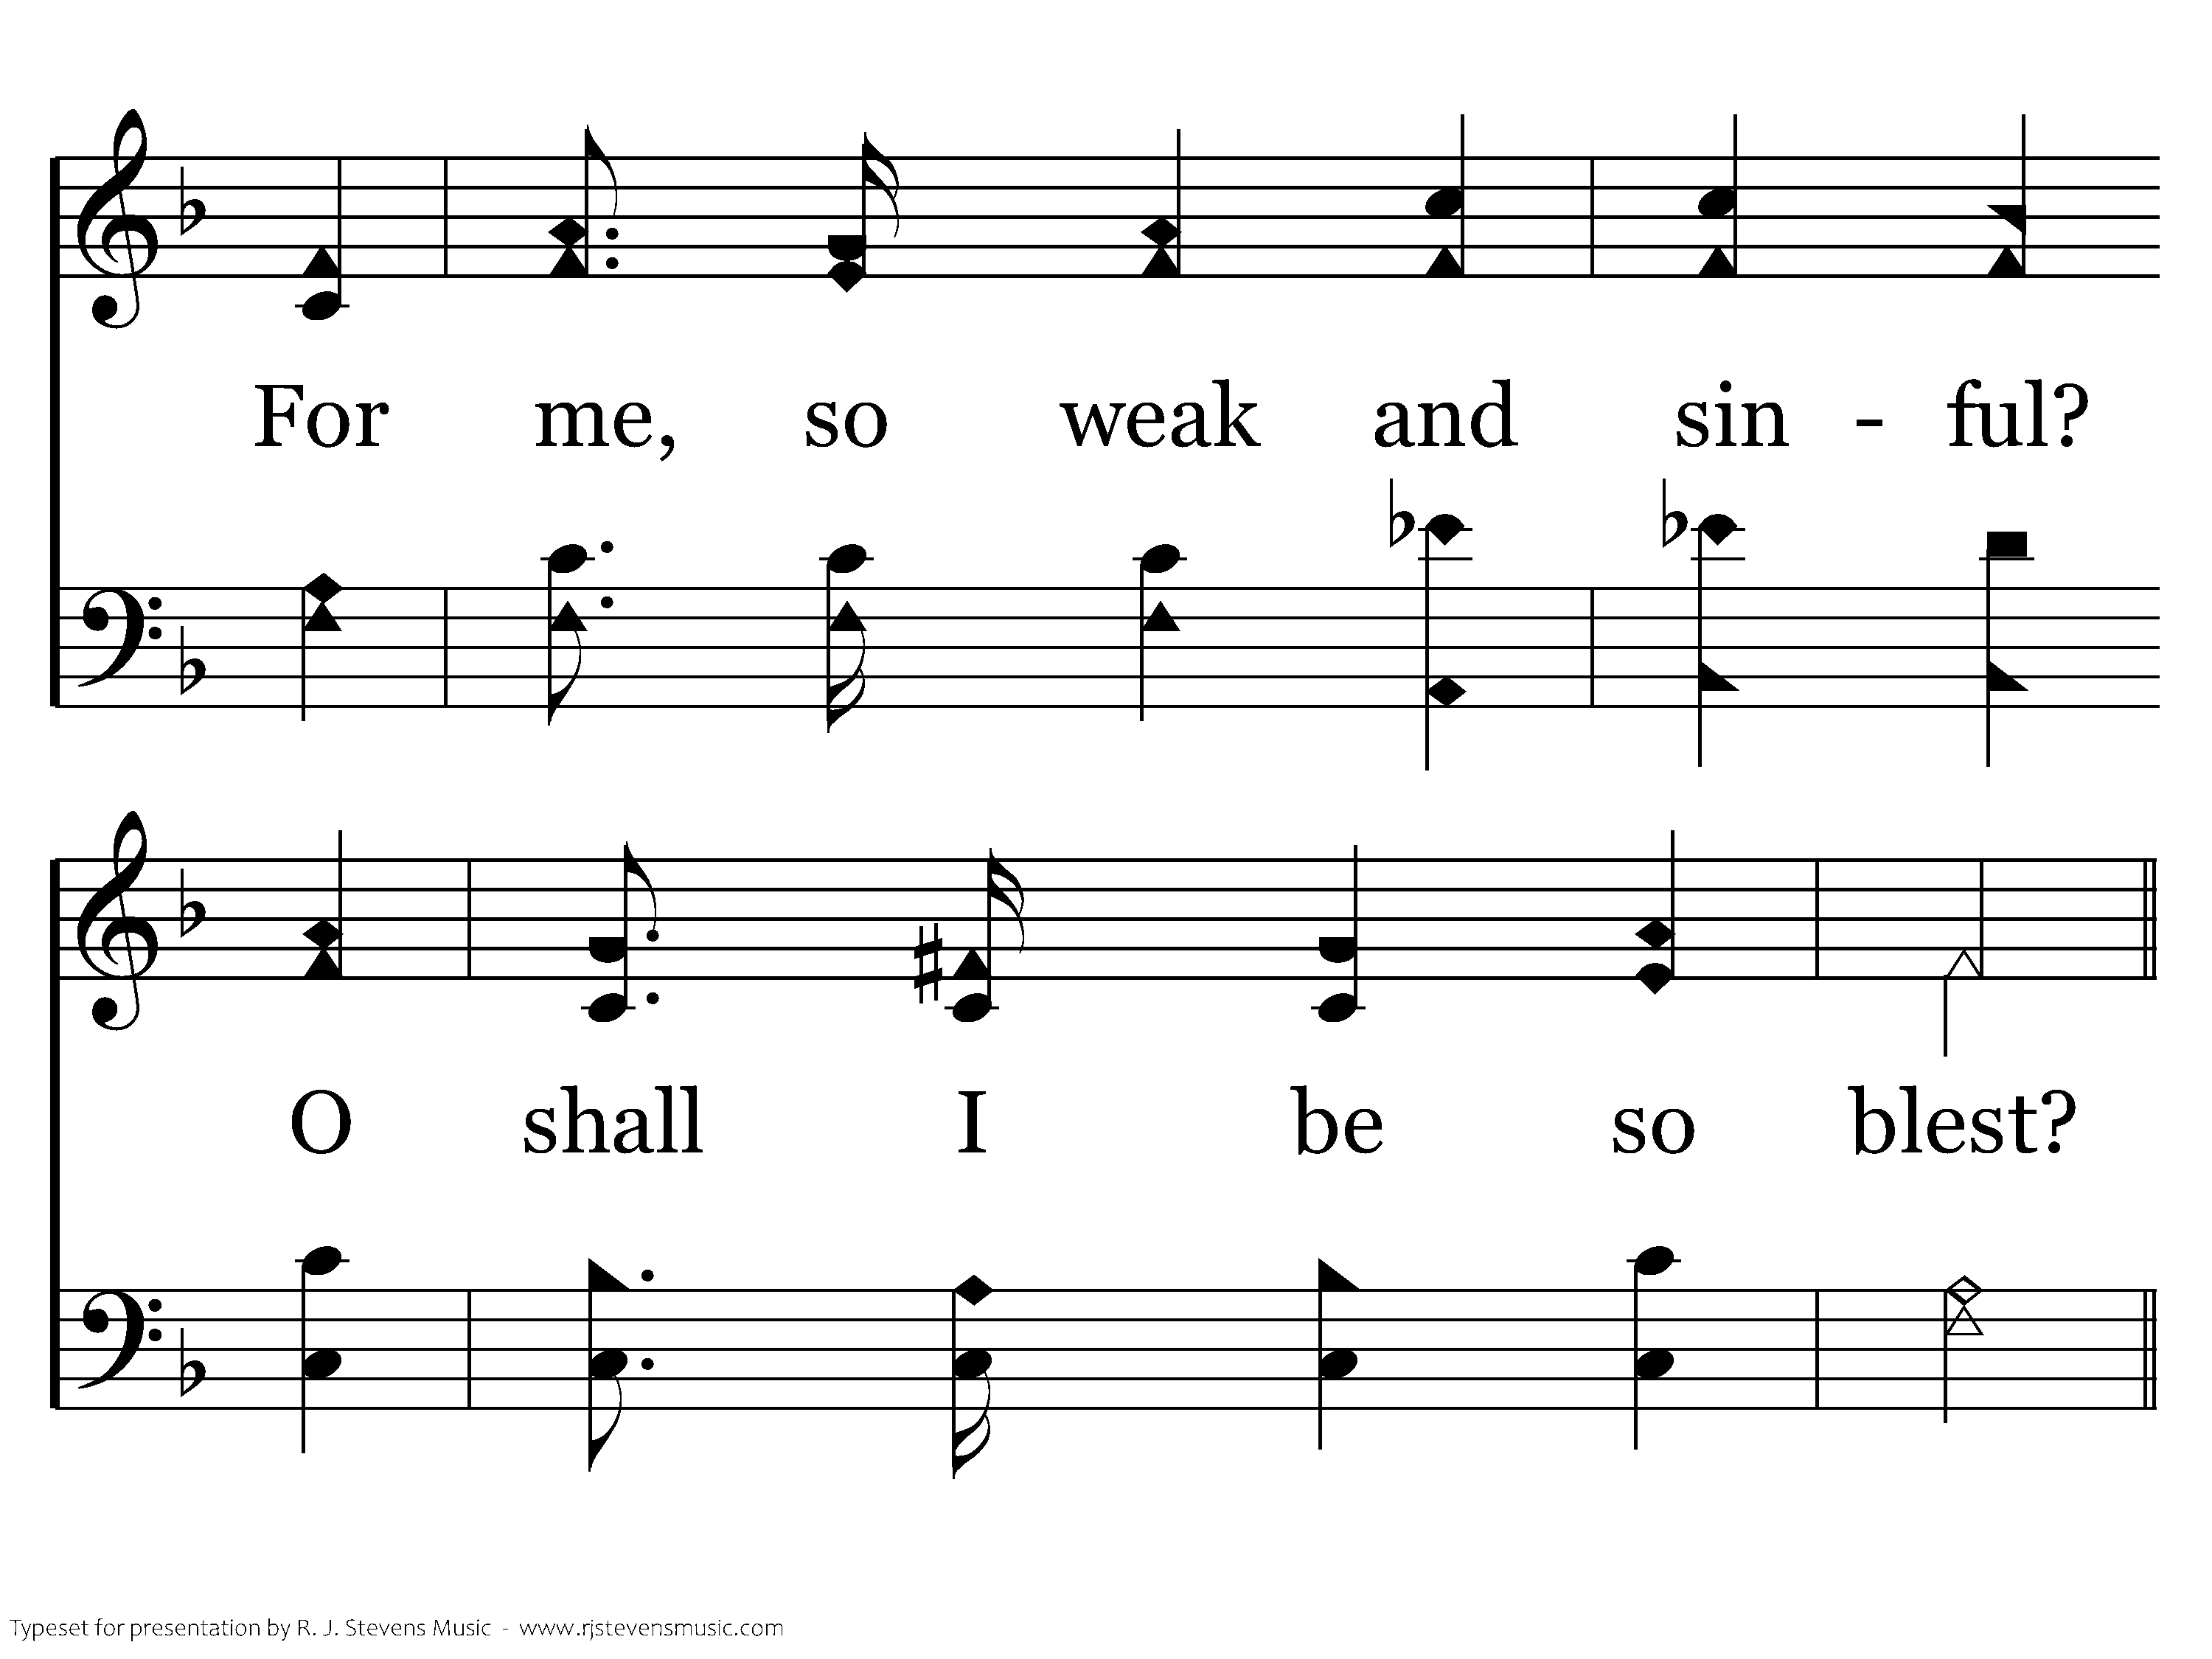 For me, so weak and sin - ful?
O shall I be so blest?
Typeset for presentation by R. J. Stevens Music - www.rjstevensmusic.com